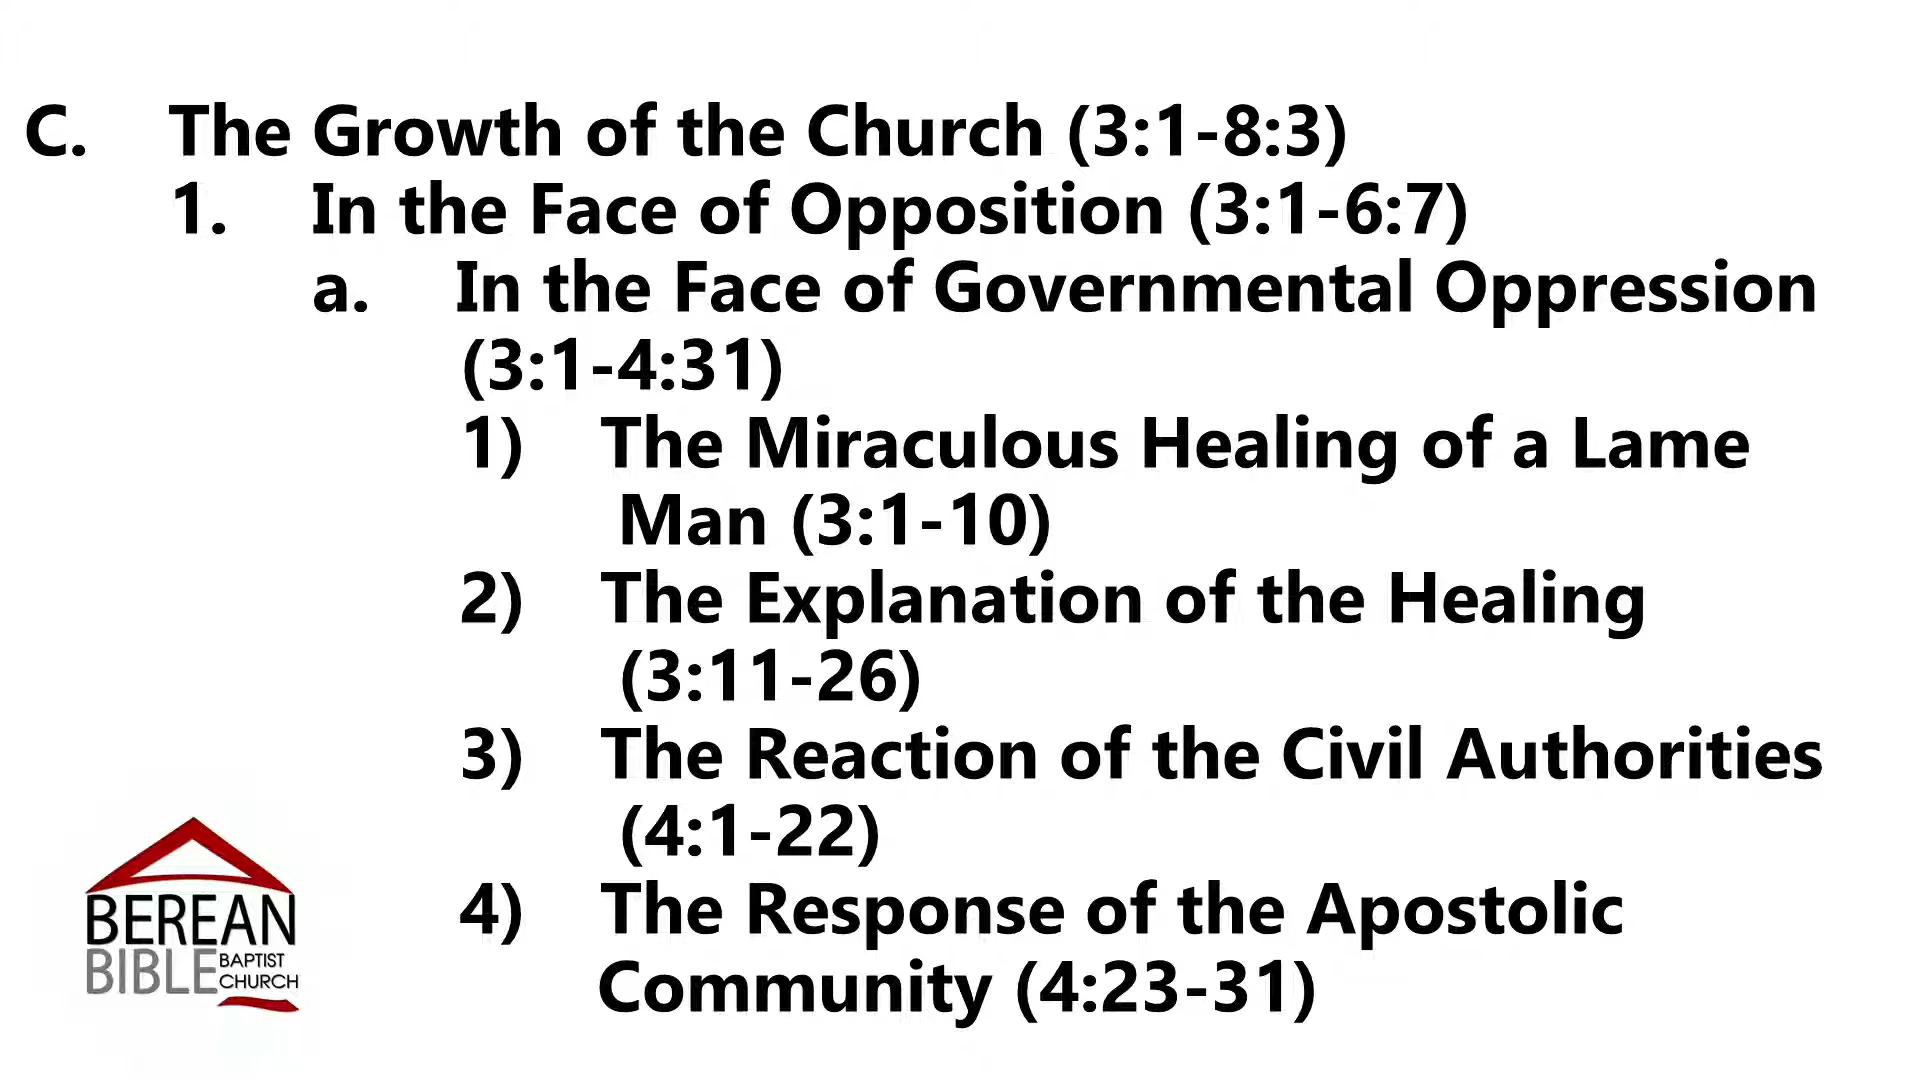 C. The Growth of the Church (3:1-8:3)
1. In the Face of Opposition (3:1-6:7)
a. In the Face of Governmental Oppression
(3:1-4:31)
1) The Miraculous Healing of a Lame
Man (3:1-10)
2) The Explanation of the Healing
(3:11-26)
3) The Reaction of the Civil Authorities
(4:1-22)
4) The Response of the Apostolic
Community (4:23-31)
BEREAN
BIBLE BAPTIST
CHURCH